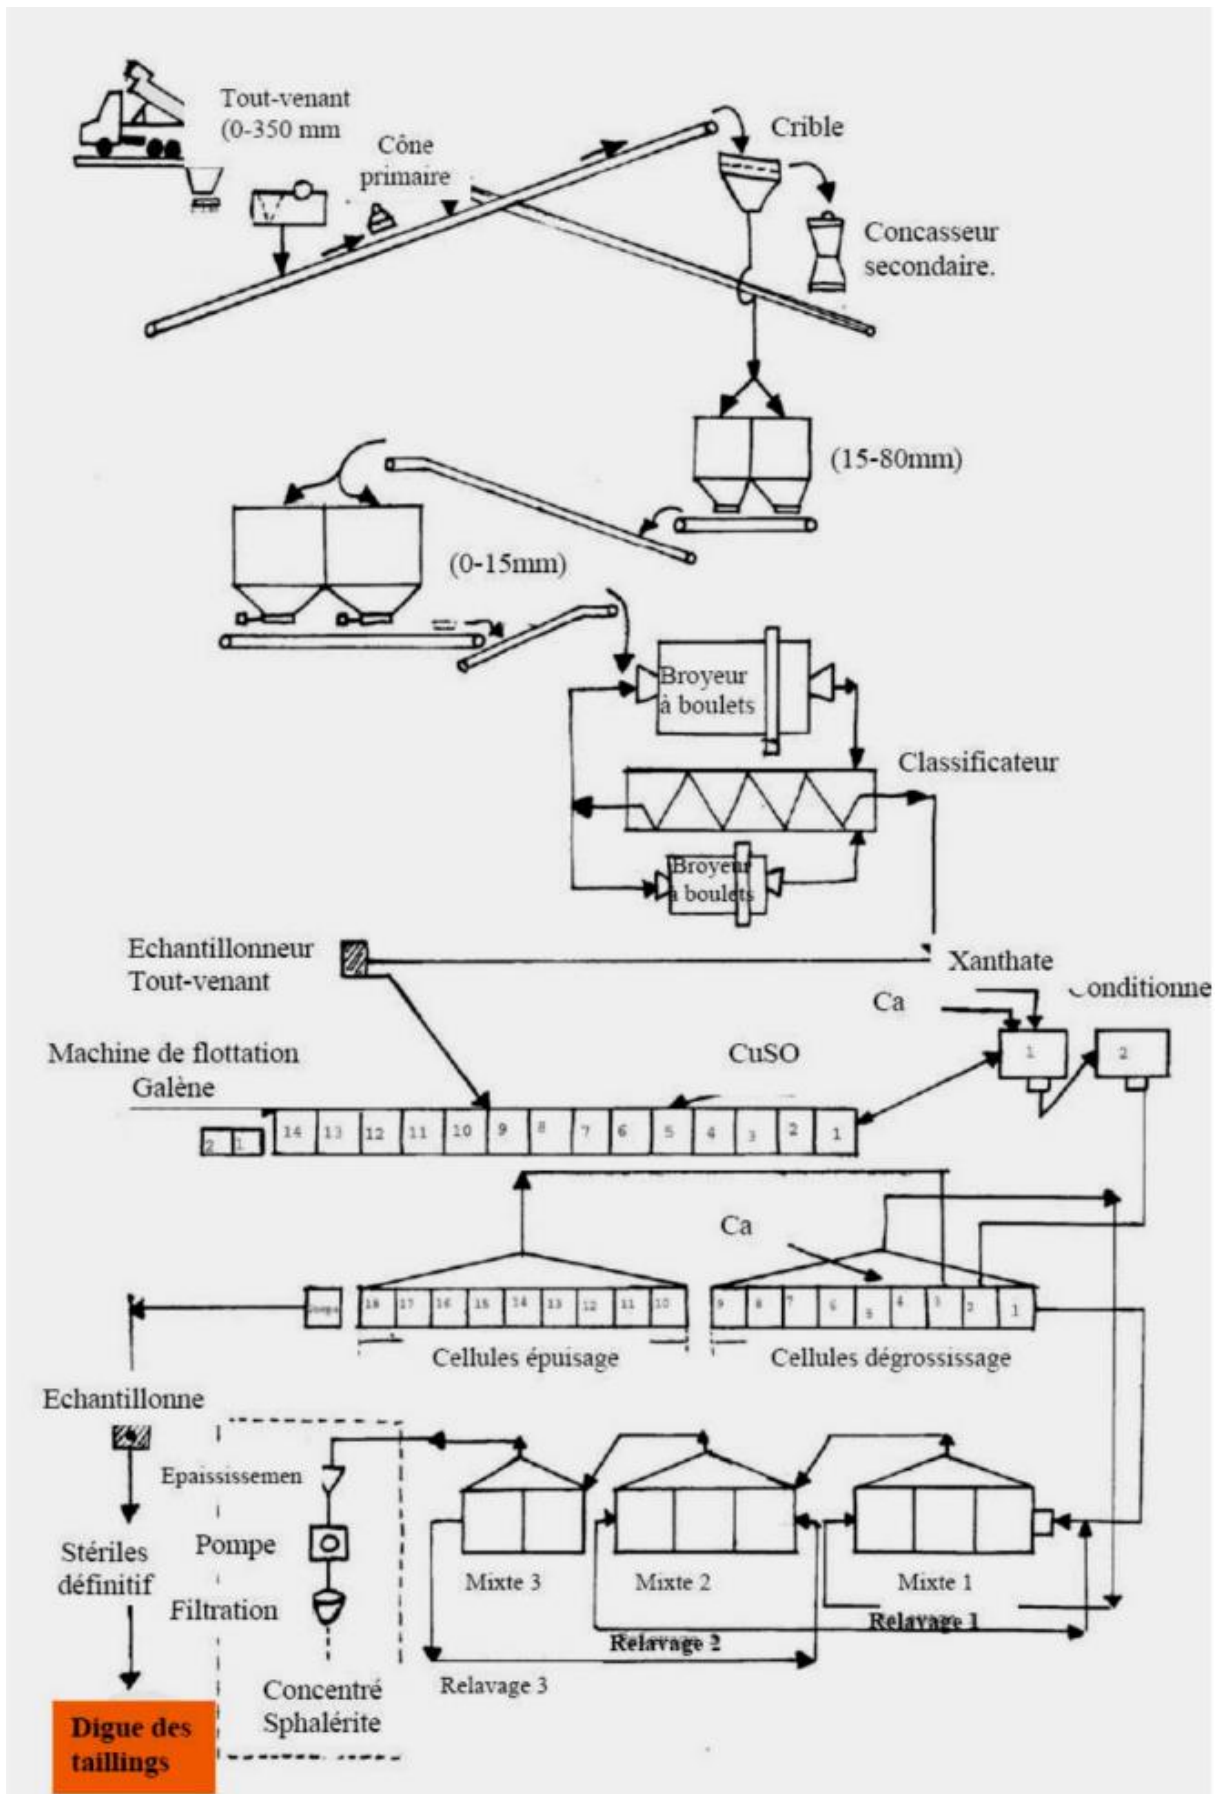 Tout-venant
(0-350 mm
Cône
primaire
Crible
Concasseur
secondaire.
(15-80mm)
(0-15mm)
Broyeur
à boulets
Classificateur
Broyeur
à boulets
Echantillonneur
Tout-venant
Xanthate
Conditionne
Ca
1
2
Machine de flottation
Galène
CuSO
2 1
14 13 12 11 10 9 8 7 6 5 4 3 2 1
Ca
18 17 16 15 14 13 12 11 10
9 8 7 6 5 4 3 2 1
Cellules épuisage
Cellules dégrossissage
Echantillonne
Epaississemen
Pompe
Filtration
Concentré
Sphalérite
Stériles
définitif
Digue des
taillings
Mixte 3
Mixte 2
Mixte 1
Relavage 1
Relavage 2
Relavage 3